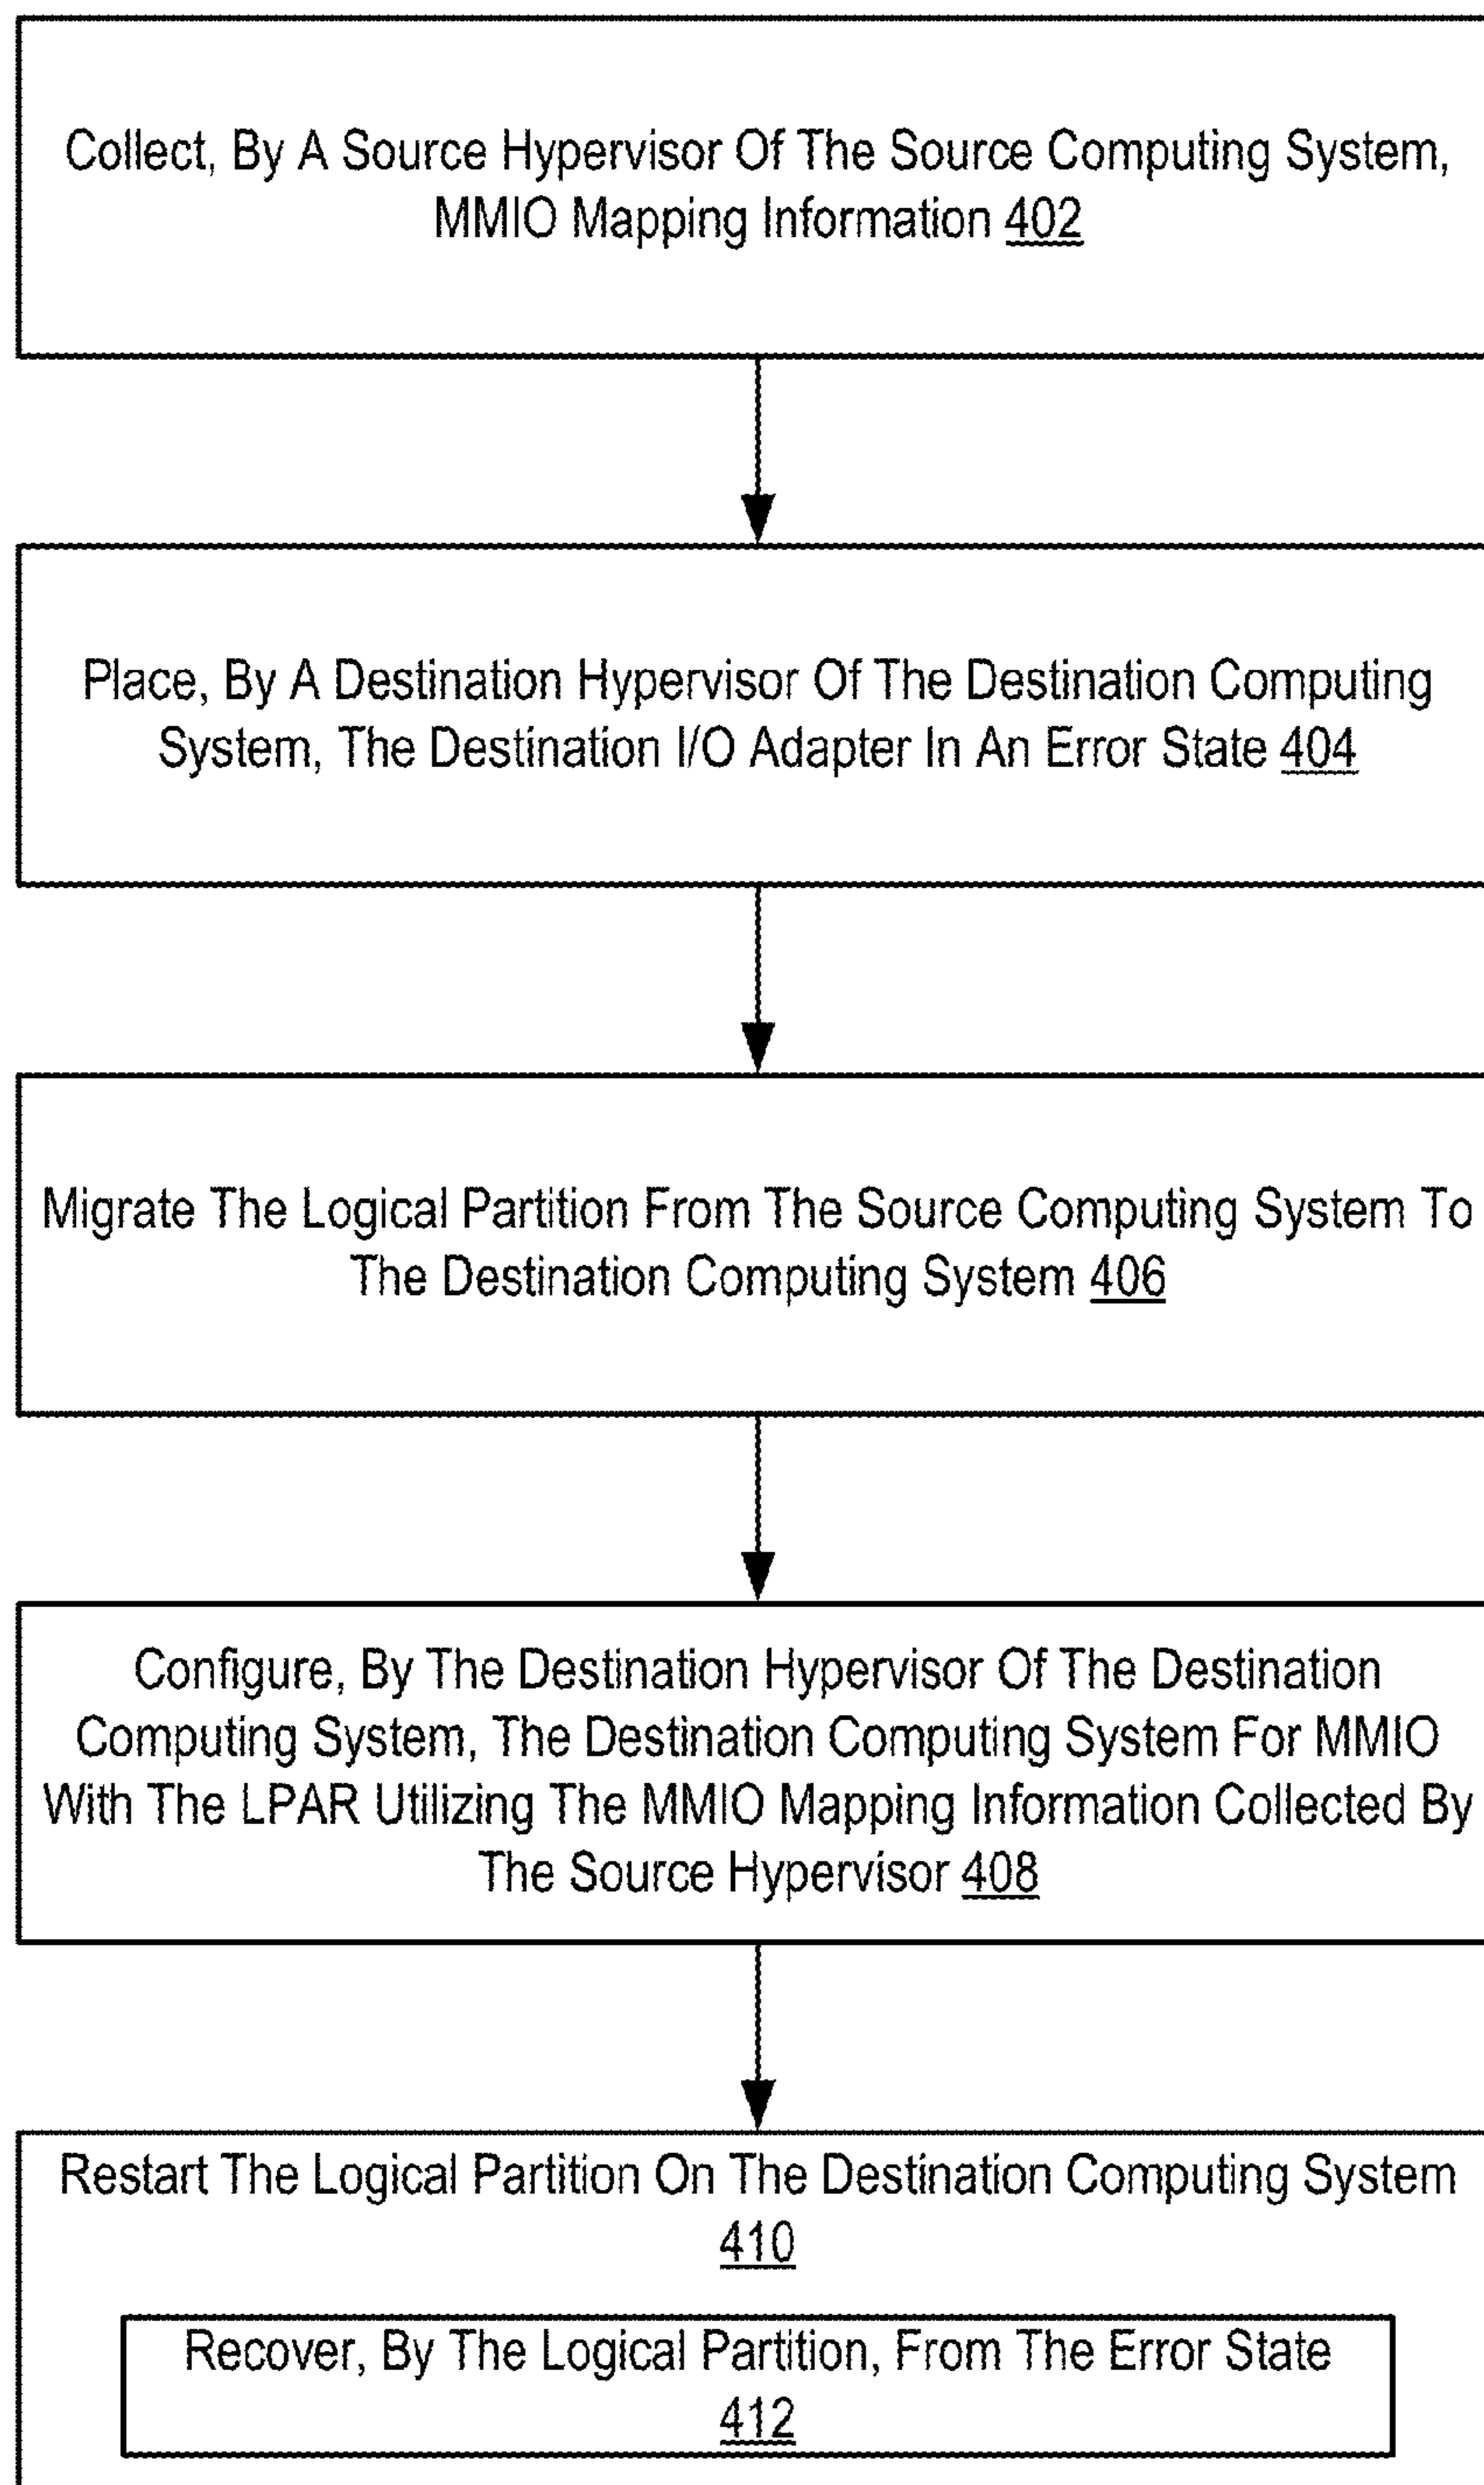 Collect, By A Source Hypervisor Of The Source Computing System,
MMIO Mapping Information 402
Place, By A Destination Hypervisor Of The Destination Computing
System, The Destination I/O Adapter In An Error State 404
Migrate The Logical Partition From The Source Computing System To
The Destination Computing System 406
Configure, By The Destination Hypervisor Of The Destination
Computing System, The Destination Computing System For MMIO
With The LPAR Utilizing The MMIO Mapping Information Collected By
The Source Hypervisor 408
Restart The Logical Partition On The Destination Computing System
410
Recover, By The Logical Partition, From The Error State
412